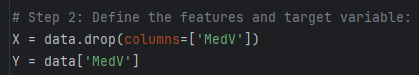 # Step 2: Define the features and target variable:
X = data.drop(columns=['MedV'])
Y = data['MedV']